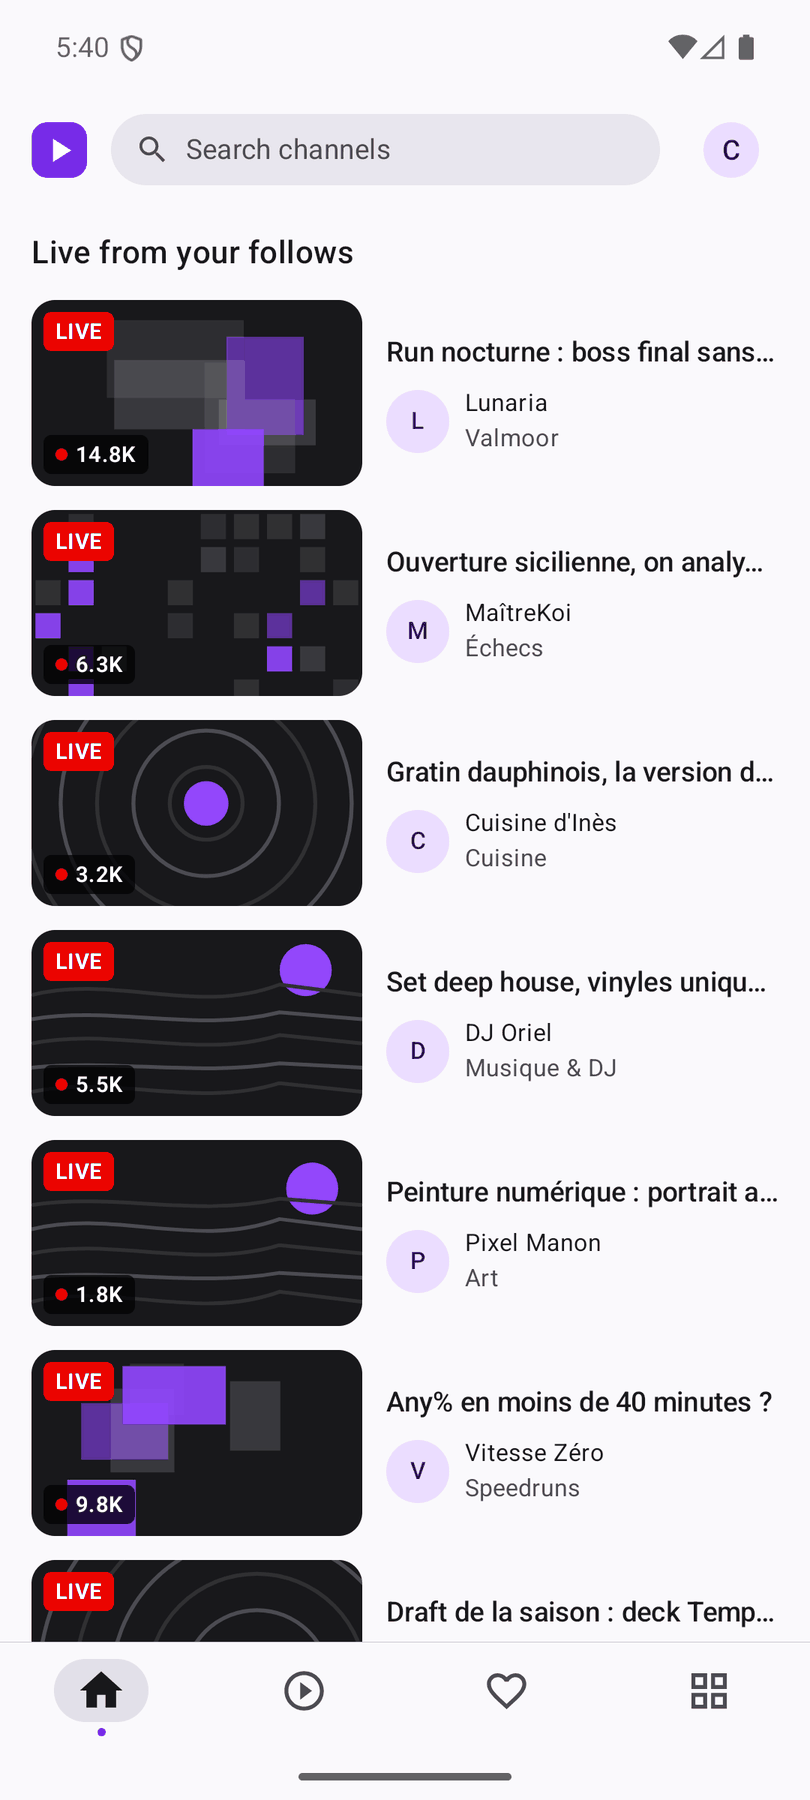 5:40
Search channels
C
Live from your follows
LIVE
14.8K
Run nocturne : boss final sans…
L
Lunaria
Valmoor
LIVE
6.3K
Ouverture sicilienne, on analy…
M
MaîtreKoi
Échecs
LIVE
3.2K
Gratin dauphinois, la version d…
C
Cuisine d'Inès
Cuisine
LIVE
5.5K
Set deep house, vinyles uniqu…
D
DJ Oriel
Musique & DJ
LIVE
1.8K
Peinture numérique : portrait a…
P
Pixel Manon
Art
LIVE
9.8K
Any% en moins de 40 minutes ?
V
Vitesse Zéro
Speedruns
LIVE
Draft de la saison : deck Temp…